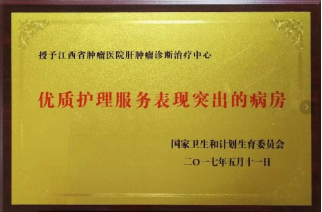 授予江西省肿瘤医院肝肿瘤诊断治疗中心
优质护理服务表现突出的病房
国家卫生和计划生育委员会
二〇一七年五月十一日